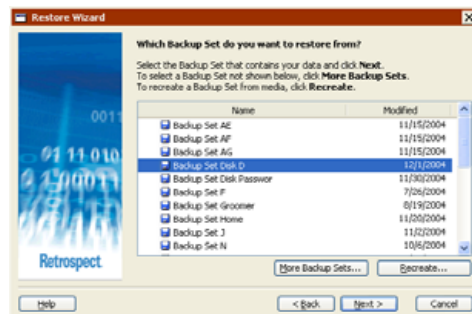 Restore Wizard
Which Backup Set do you want to restore from?
Select the Backup Set that contains your data and click Next.
To select a Backup Set not shown below, click More Backup Sets.
To recreate a Backup Set from media, click Recreate.
Name Modified
Backup Set AE 11/15/2004
Backup Set AF 11/15/2004
Backup Set AG 11/15/2004
Backup Set Disk D 12/1/2004
Backup Set Disk Passwor 11/30/2004
Backup Set F 7/26/2004
Backup Set Groomer 8/19/2004
Backup Set Home 11/20/2004
Backup Set J 11/2/2004
Backup Set N 10/6/2004
0011
01 11 010
Retrospect
More Backup Sets... Recreate...
Help < Back Next > Cancel